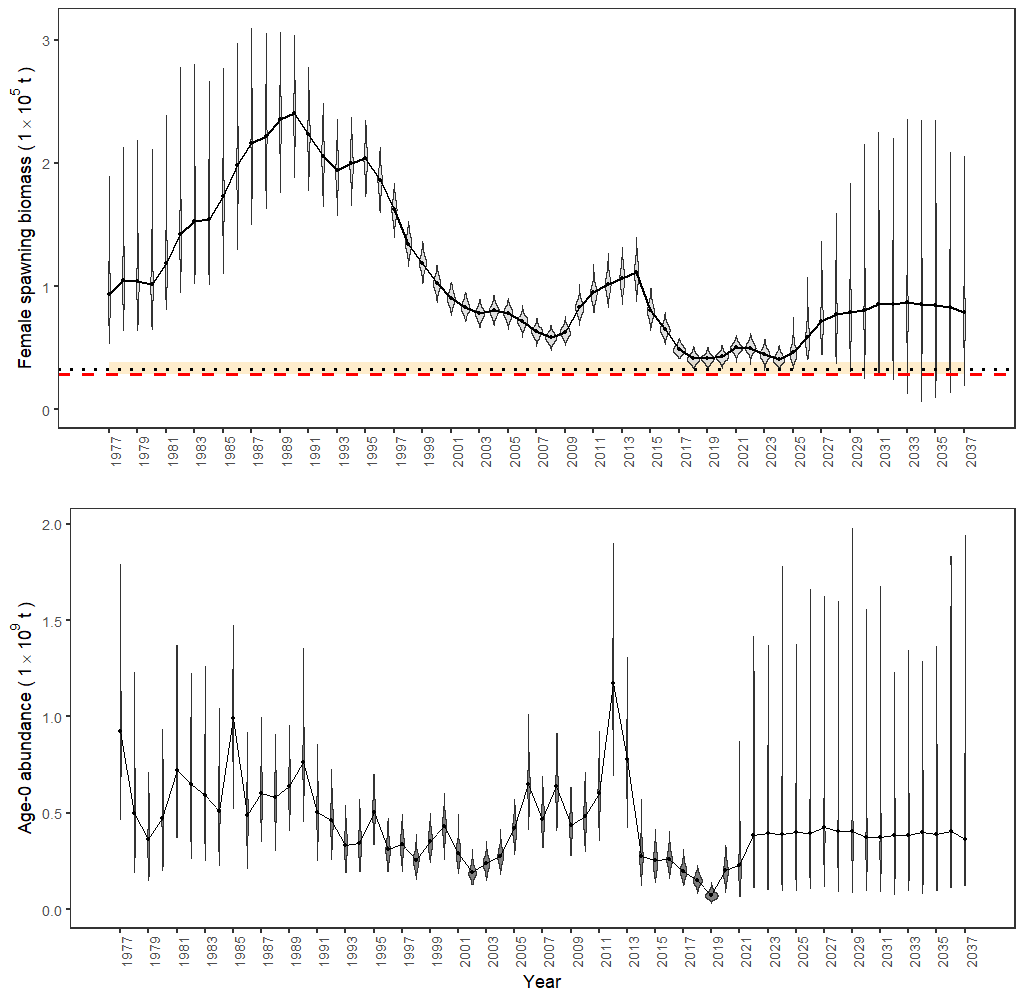 Female spawning biomass ( 1 × 10^5 t )
3
2
1
0
1977 1979 1981 1983 1985 1987 1989 1991 1993 1995 1997 1999 2001 2003 2005 2007 2009 2011 2013 2015 2017 2019 2021 2023 2025 2027 2029 2031 2033 2035 2037
Age-0 abundance ( 1 × 10^9 t )
2.0
1.5
1.0
0.5
0.0
1977 1979 1981 1983 1985 1987 1989 1991 1993 1995 1997 1999 2001 2003 2005 2007 2009 2011 2013 2015 2017 2019 2021 2023 2025 2027 2029 2031 2033 2035 2037
Year